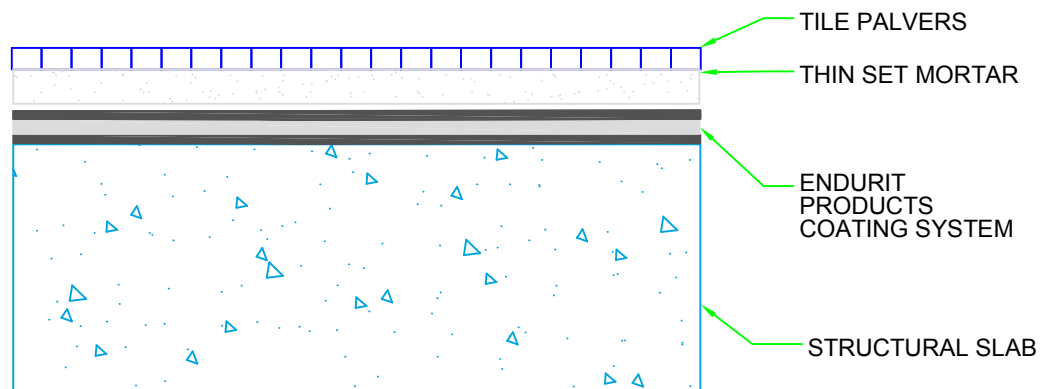 TILE PALVERS
THIN SET MORTAR
ENDURIT
PRODUCTS
COATING SYSTEM
STRUCTURAL SLAB